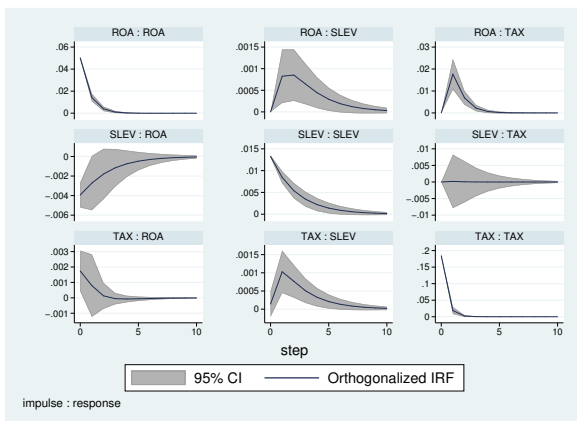 ROA : ROA
ROA : SLEV
ROA : TAX
.06
.04
.02
0
.0015
.001
.0005
0
.03
.02
.01
0
SLEV : ROA
SLEV : SLEV
SLEV : TAX
0
-.002
-.004
-.006
.015
.01
.005
0
.01
.005
0
-.005
-.01
TAX : ROA
TAX : SLEV
TAX : TAX
.003
.002
.001
0
-.001
.0015
.001
.0005
0
.2
.15
.1
.05
0
0 5 10
0 5 10
0 5 10
step
95% CI
Orthogonalized IRF
impulse : response